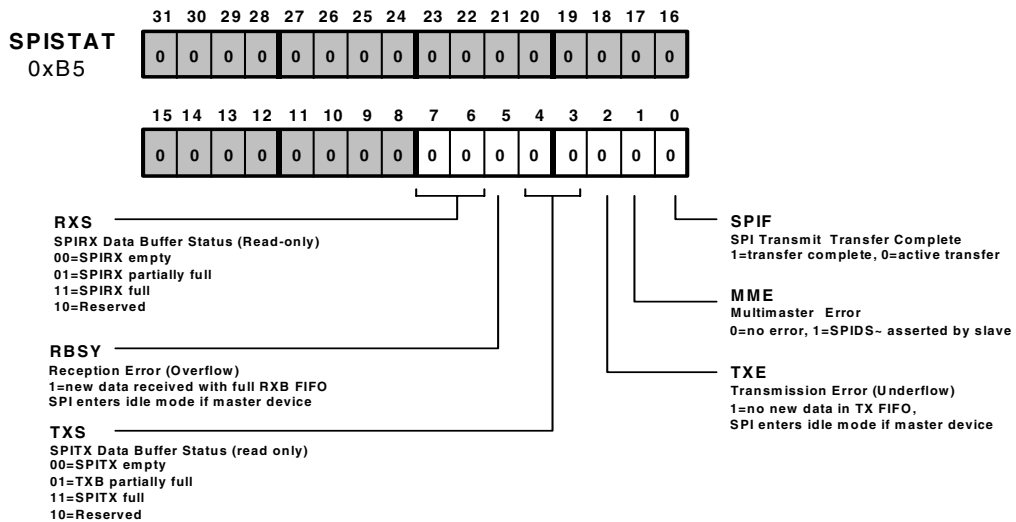 31 30 29 28 27 26 25 24 23 22 21 20 19 18 17 16
SPISTAT
0xB5
0 0 0 0 0 0 0 0 0 0 0 0 0 0 0 0
15 14 13 12 11 10 9 8 7 6 5 4 3 2 1 0
0 0 0 0 0 0 0 0 0 0 0 0 0 0 0 0
RXS
SPIRX Data Buffer Status (Read-only)
00=SPIRX empty
01=SPIRX partially full
11=SPIRX full
10=Reserved
RBSY
Reception Error (Overflow)
1=new data received with full RXB FIFO
SPI enters idle mode if master device
TXS
SPITX Data Buffer Status (read only)
00=SPITX empty
01=TXB partially full
11=SPITX full
10=Reserved
SPIF
SPI Transmit Transfer Complete
1=transfer complete, 0=active transfer
MME
Multimaster Error
0=no error, 1=SPIDS~ asserted by slave
TXE
Transmission Error (Underflow)
1=no new data in TX FIFO,
SPI enters idle mode if master device